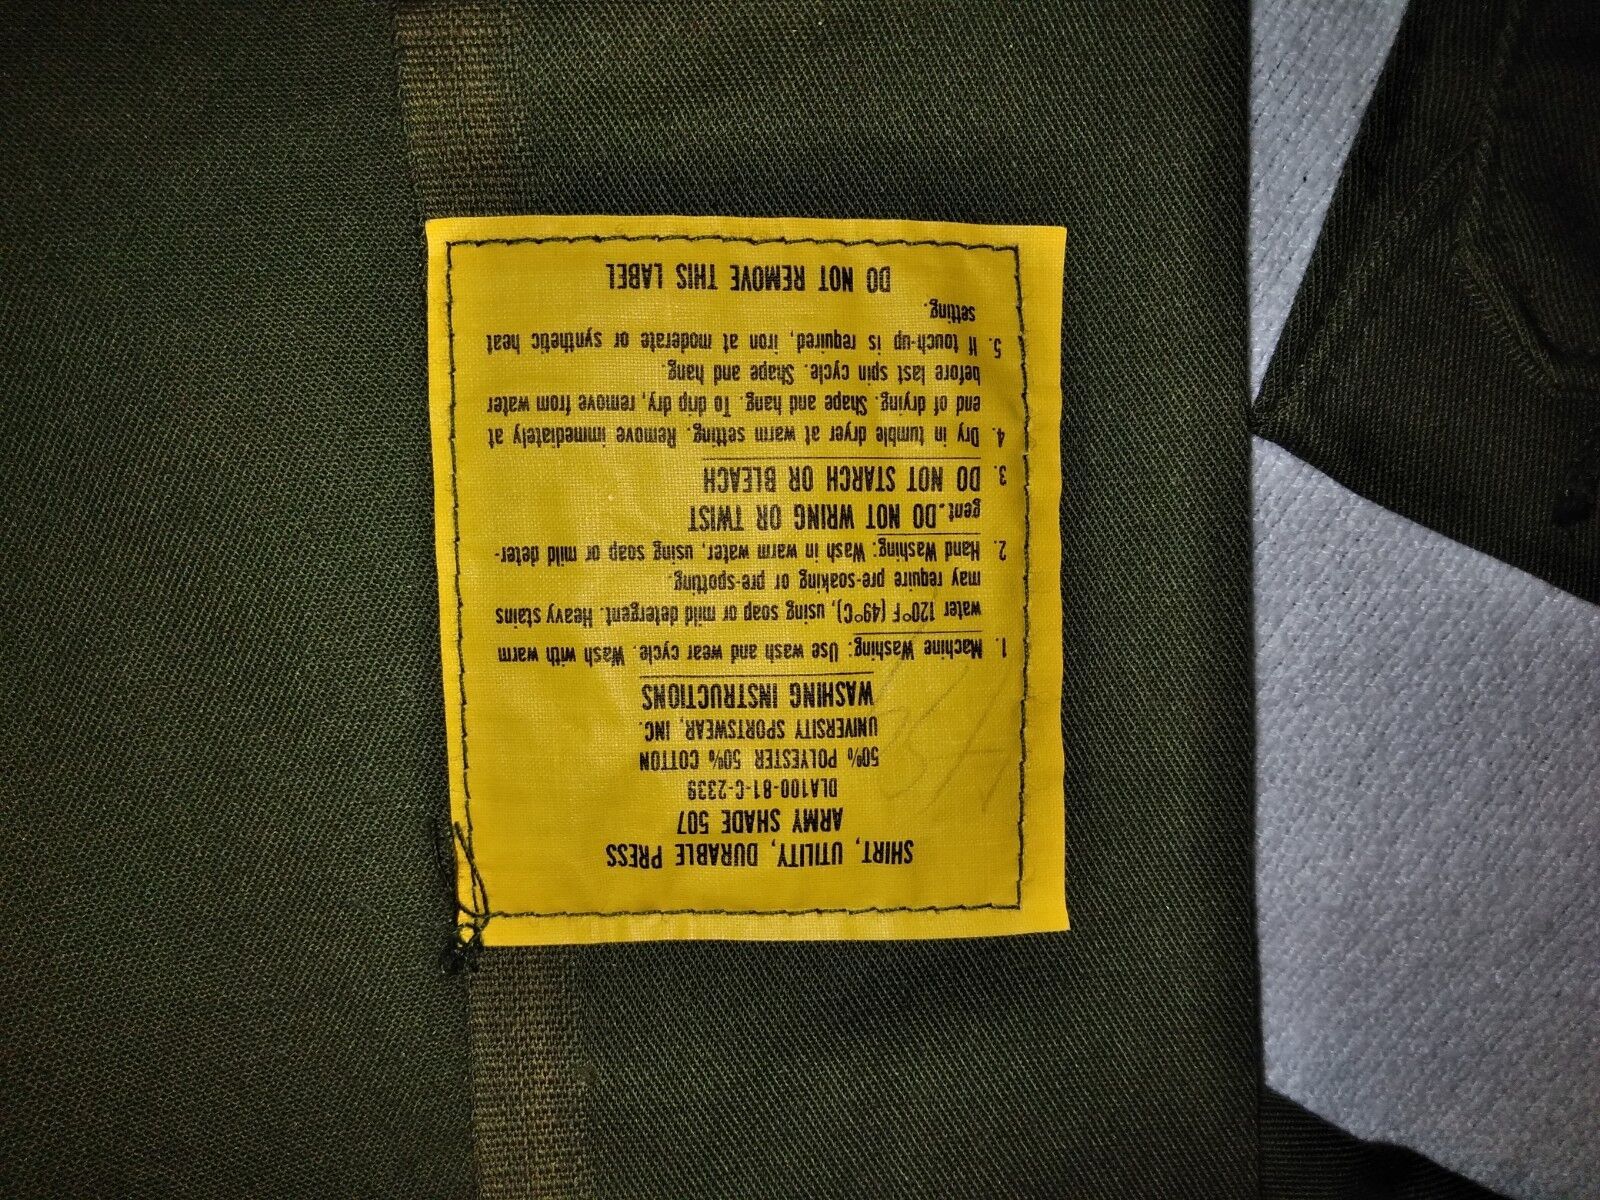 SHIRT, UTILITY, DURABLE PRESS
ARMY SHADE 507
DLA100-81-C-2339
50% POLYESTER 50% COTTON
UNIVERSITY SPORTSWEAR, INC.
WASHING INSTRUCTIONS
1. Machine Washing: Use wash and wear cycle. Wash with warm
water 120°F (49°C), using soap or mild detergent. Heavy stains
may require pre-soaking or pre-spotting.
2. Hand Washing: Wash in warm water, using soap or mild deter-
gent. DO NOT WRING OR TWIST
3. DO NOT STARCH OR BLEACH
4. Dry in tumble dryer at warm setting. Remove immediately at
end of drying. Shape and hang. To drip dry, remove from water
before last spin cycle. Shape and hang.
5. If touch-up is required, iron at moderate or synthetic heat
setting.
DO NOT REMOVE THIS LABEL